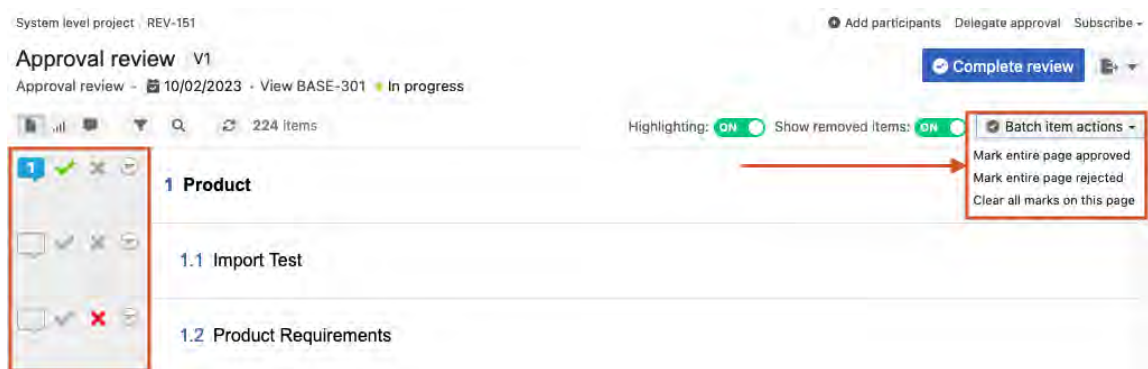 System level project REV-151
Add participants Delegate approval Subscribe
Approval review V1
Complete review
Approval review - 10/02/2023 - View BASE-301 In progress
224 items
Highlighting: ON Show removed items: ON Batch item actions
Mark entire page approved
Mark entire page rejected
Clear all marks on this page
1
1 Product
1.1 Import Test
1.2 Product Requirements